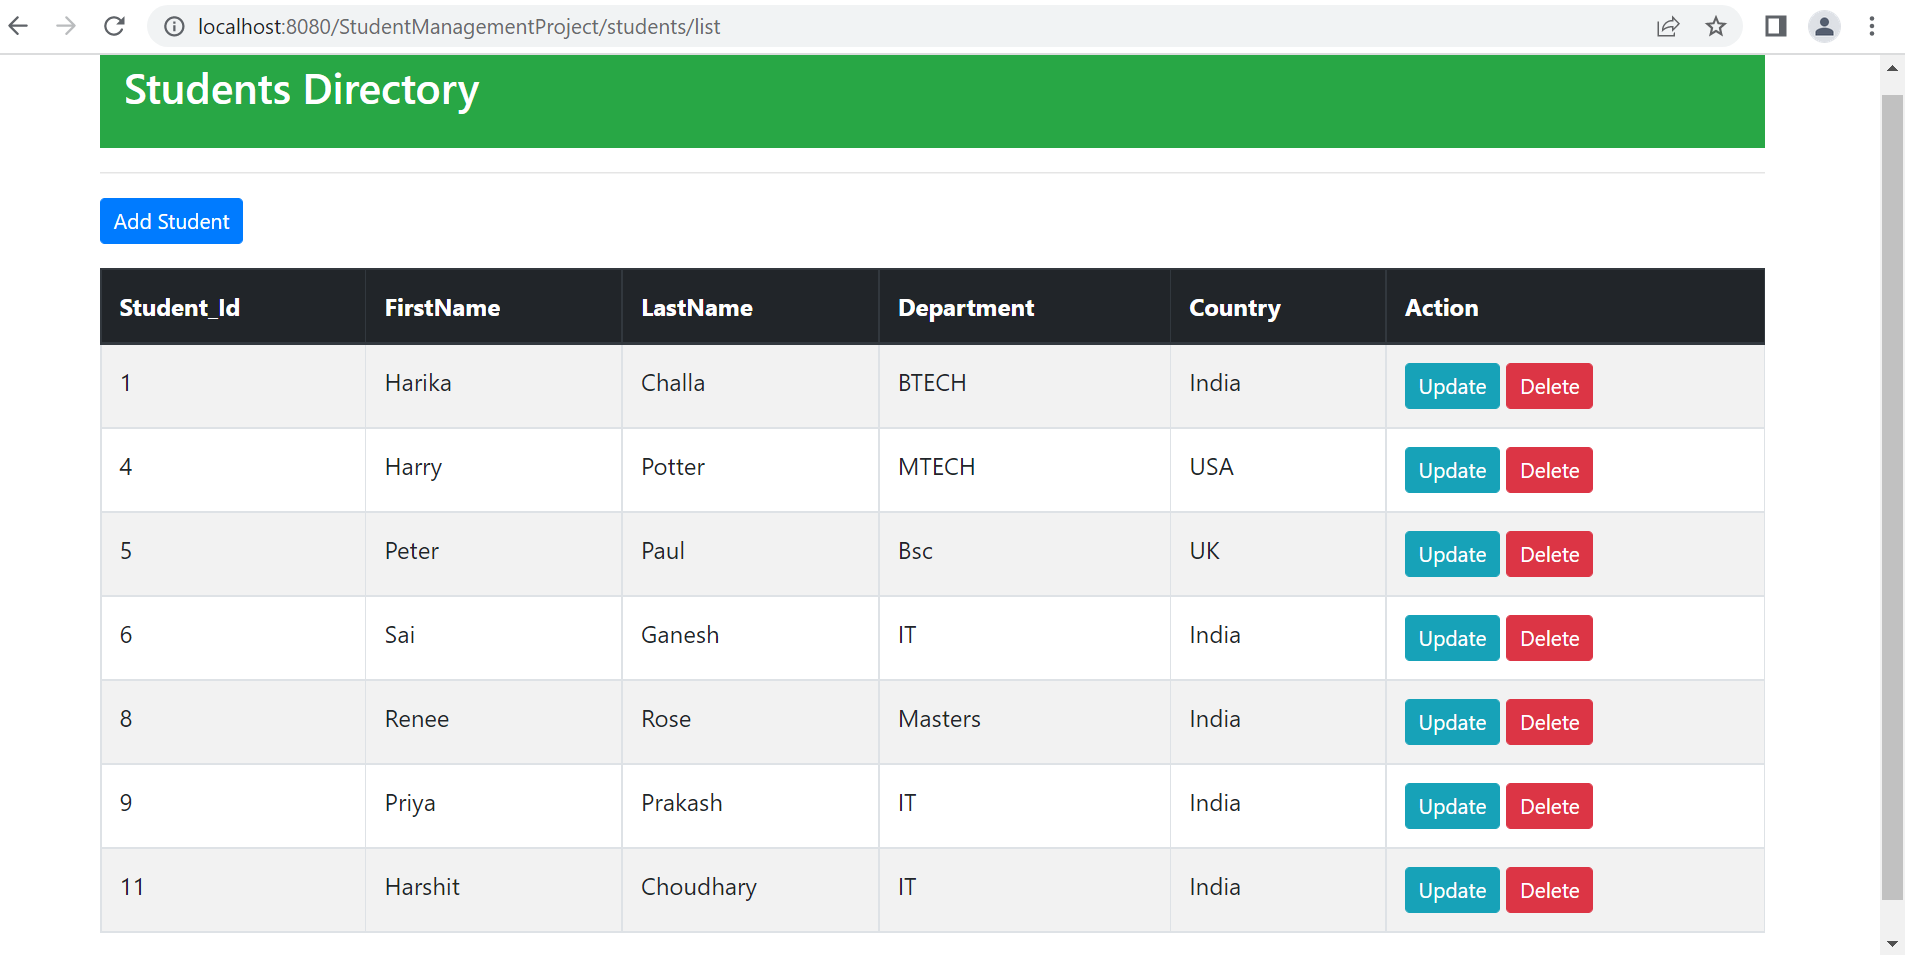 localhost:8080/StudentManagementProject/students/list
Students Directory
Add Student
Student_Id FirstName LastName Department Country Action
1 Harika Challa BTECH India Update Delete
4 Harry Potter MTECH USA Update Delete
5 Peter Paul Bsc UK Update Delete
6 Sai Ganesh IT India Update Delete
8 Renee Rose Masters India Update Delete
9 Priya Prakash IT India Update Delete
11 Harshit Choudhary IT India Update Delete